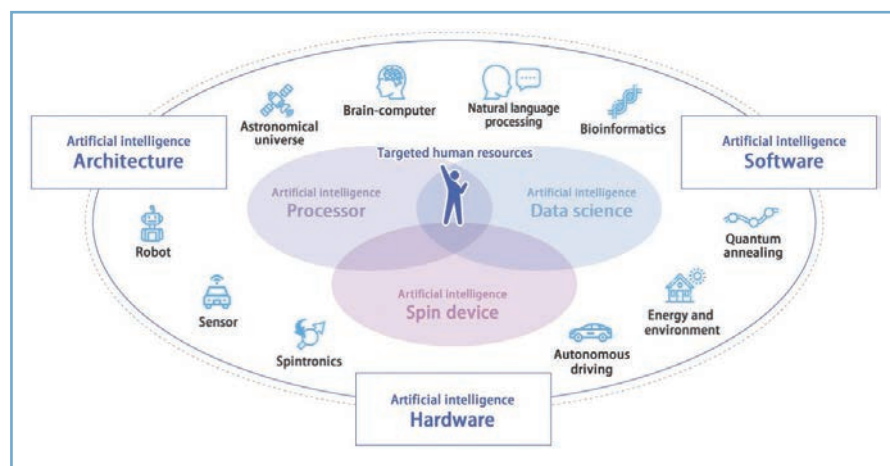 Astronomical
universe
Brain-computer
Natural language
processing
Bioinformatics
Artificial intelligence
Architecture
Targeted human resources
Artificial intelligence
Software
Artificial intelligence
Processor
Artificial intelligence
Data science
Robot
Quantum
annealing
Artificial intelligence
Spin device
Sensor
Energy and
environment
Spintronics
Autonomous
driving
Artificial intelligence
Hardware